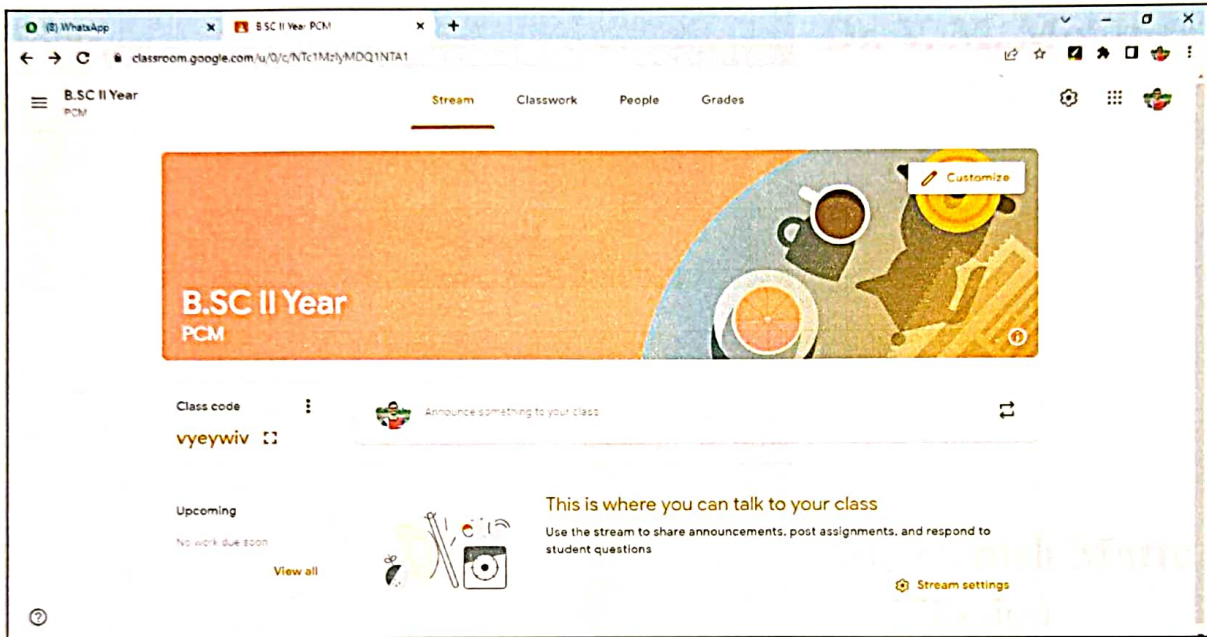 (8) WhatsApp
B.SC II Year PCM
classroom.google.com/u/0/c/NTc1MzIyMDQ1NTA1
B.SC II Year
PCM
Stream Classwork People Grades
Customize
B.SC II Year
PCM
Class code
vyeywiv
Announce something to your class
Upcoming
No work due soon
View all
This is where you can talk to your class
Use the stream to share announcements, post assignments, and respond to
student questions
Stream settings